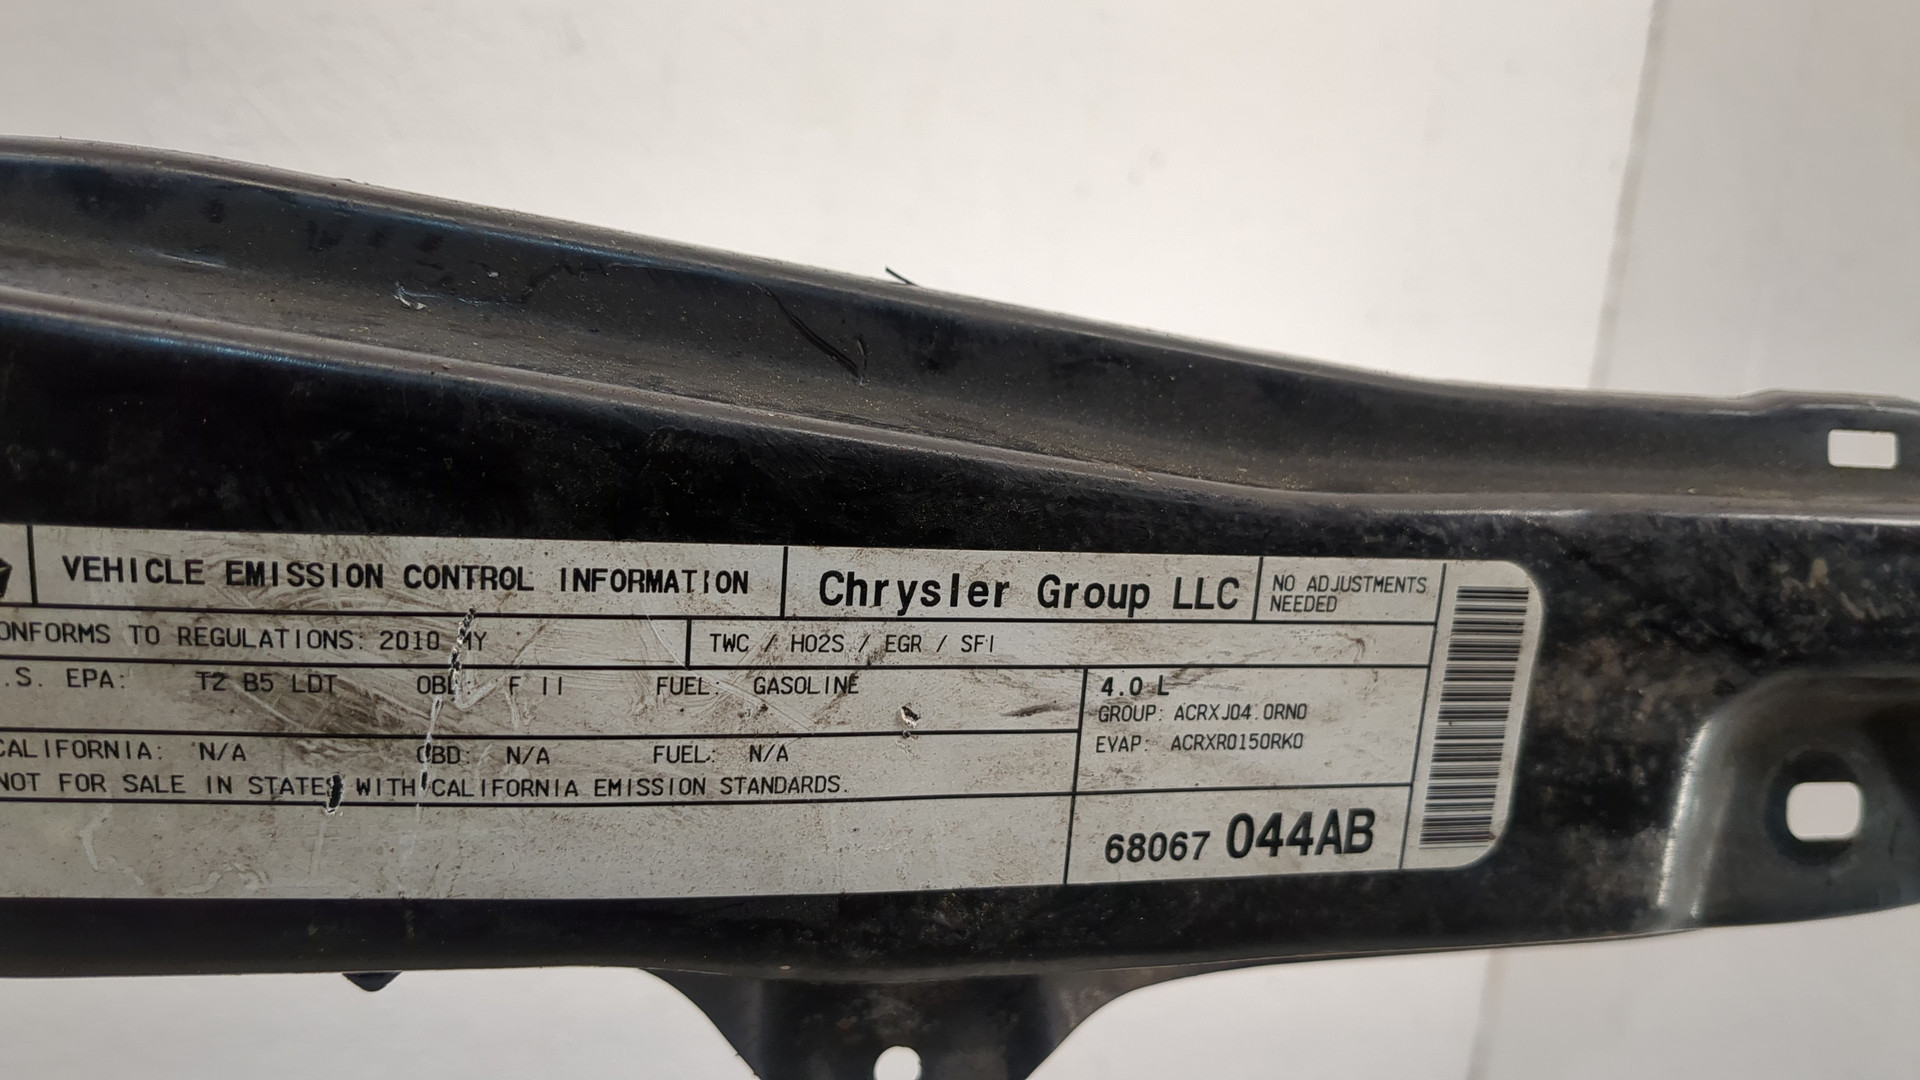 VEHICLE EMISSION CONTROL INFORMATION
Chrysler Group LLC
NO ADJUSTMENTS
NEEDED
ONFORMS TO REGULATIONS: 2010 MY
TWC / HO2S / EGR / SFI
.S. EPA: T2 B5 LDT OBD: F II FUEL: GASOLINE
CALIFORNIA: N/A OBD: N/A FUEL: N/A
NOT FOR SALE IN STATES WITH CALIFORNIA EMISSION STANDARDS.
4.0 L
GROUP: ACRXJ04.0RN0
EVAP: ACRXR0150RK0
68067 044AB